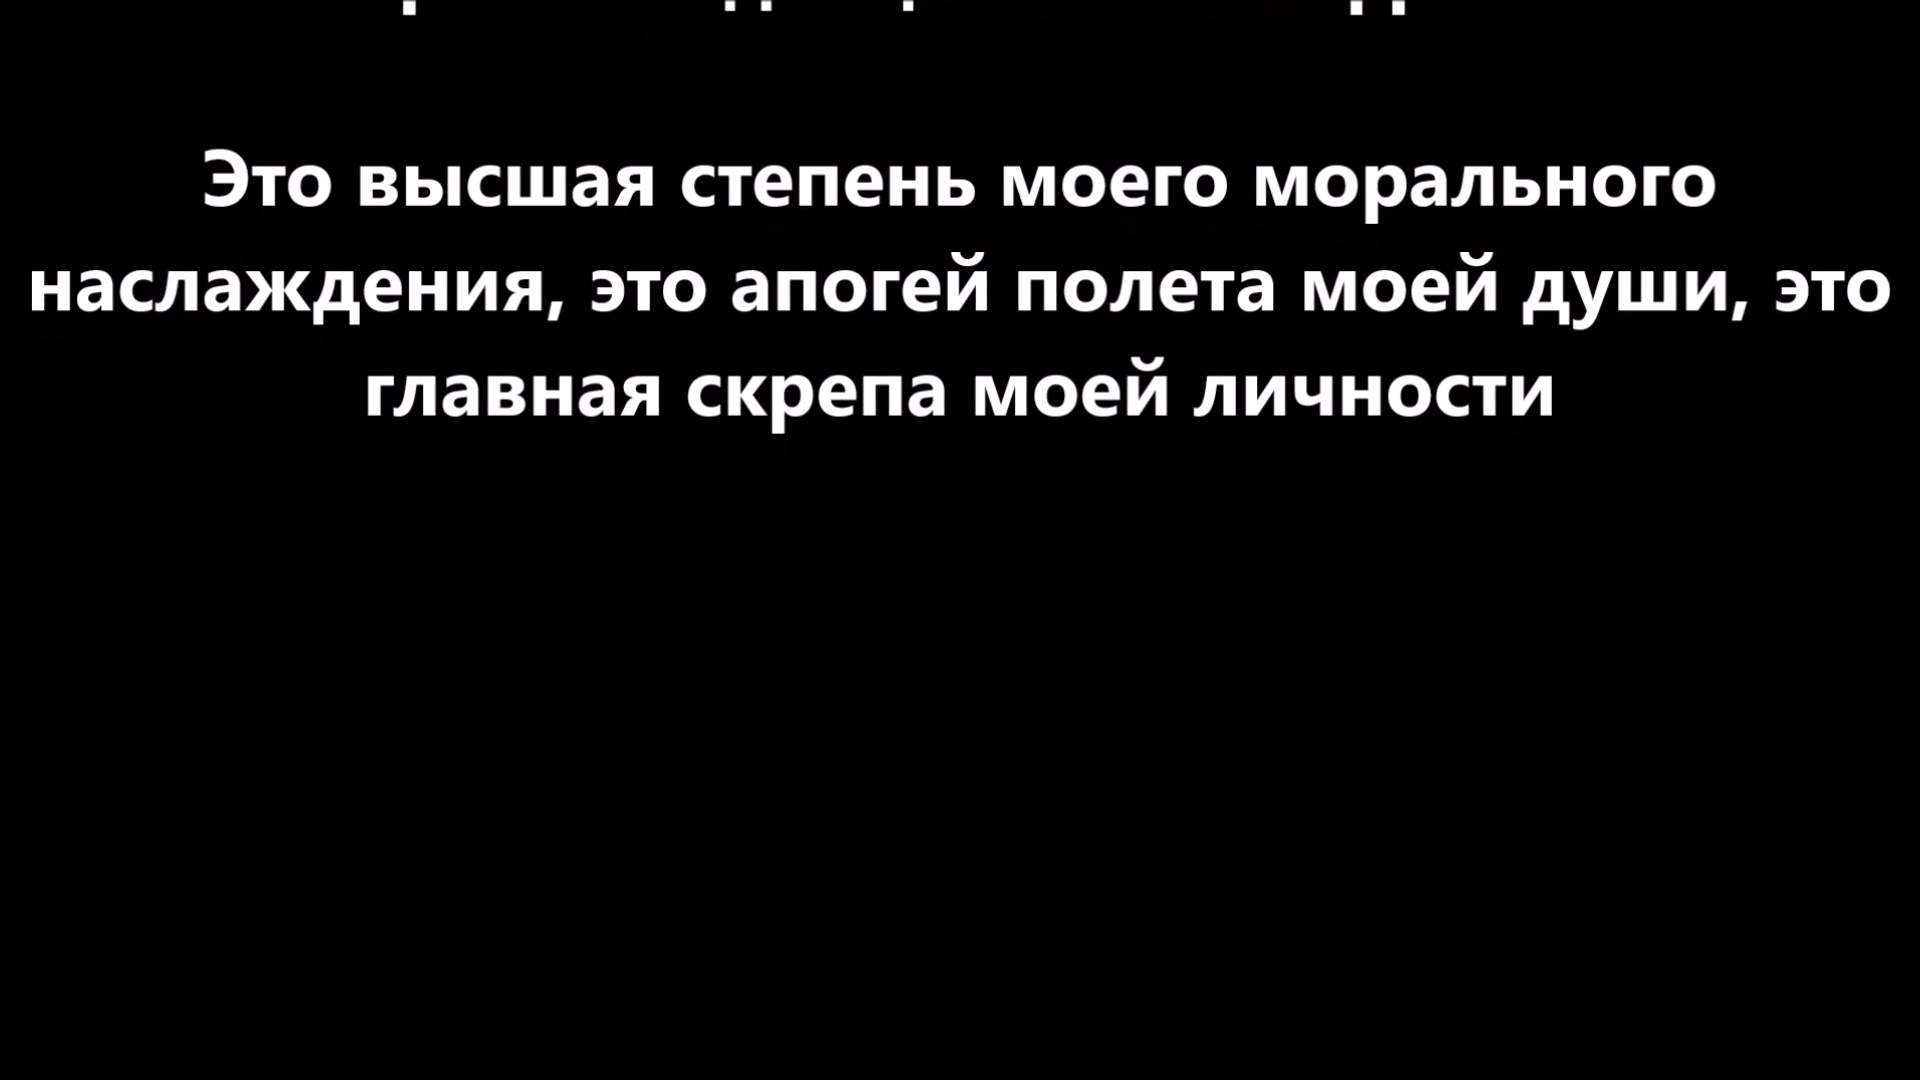 Это высшая степень моего морального
наслаждения, это апогей полета моей души, это
главная скрепа моей личности